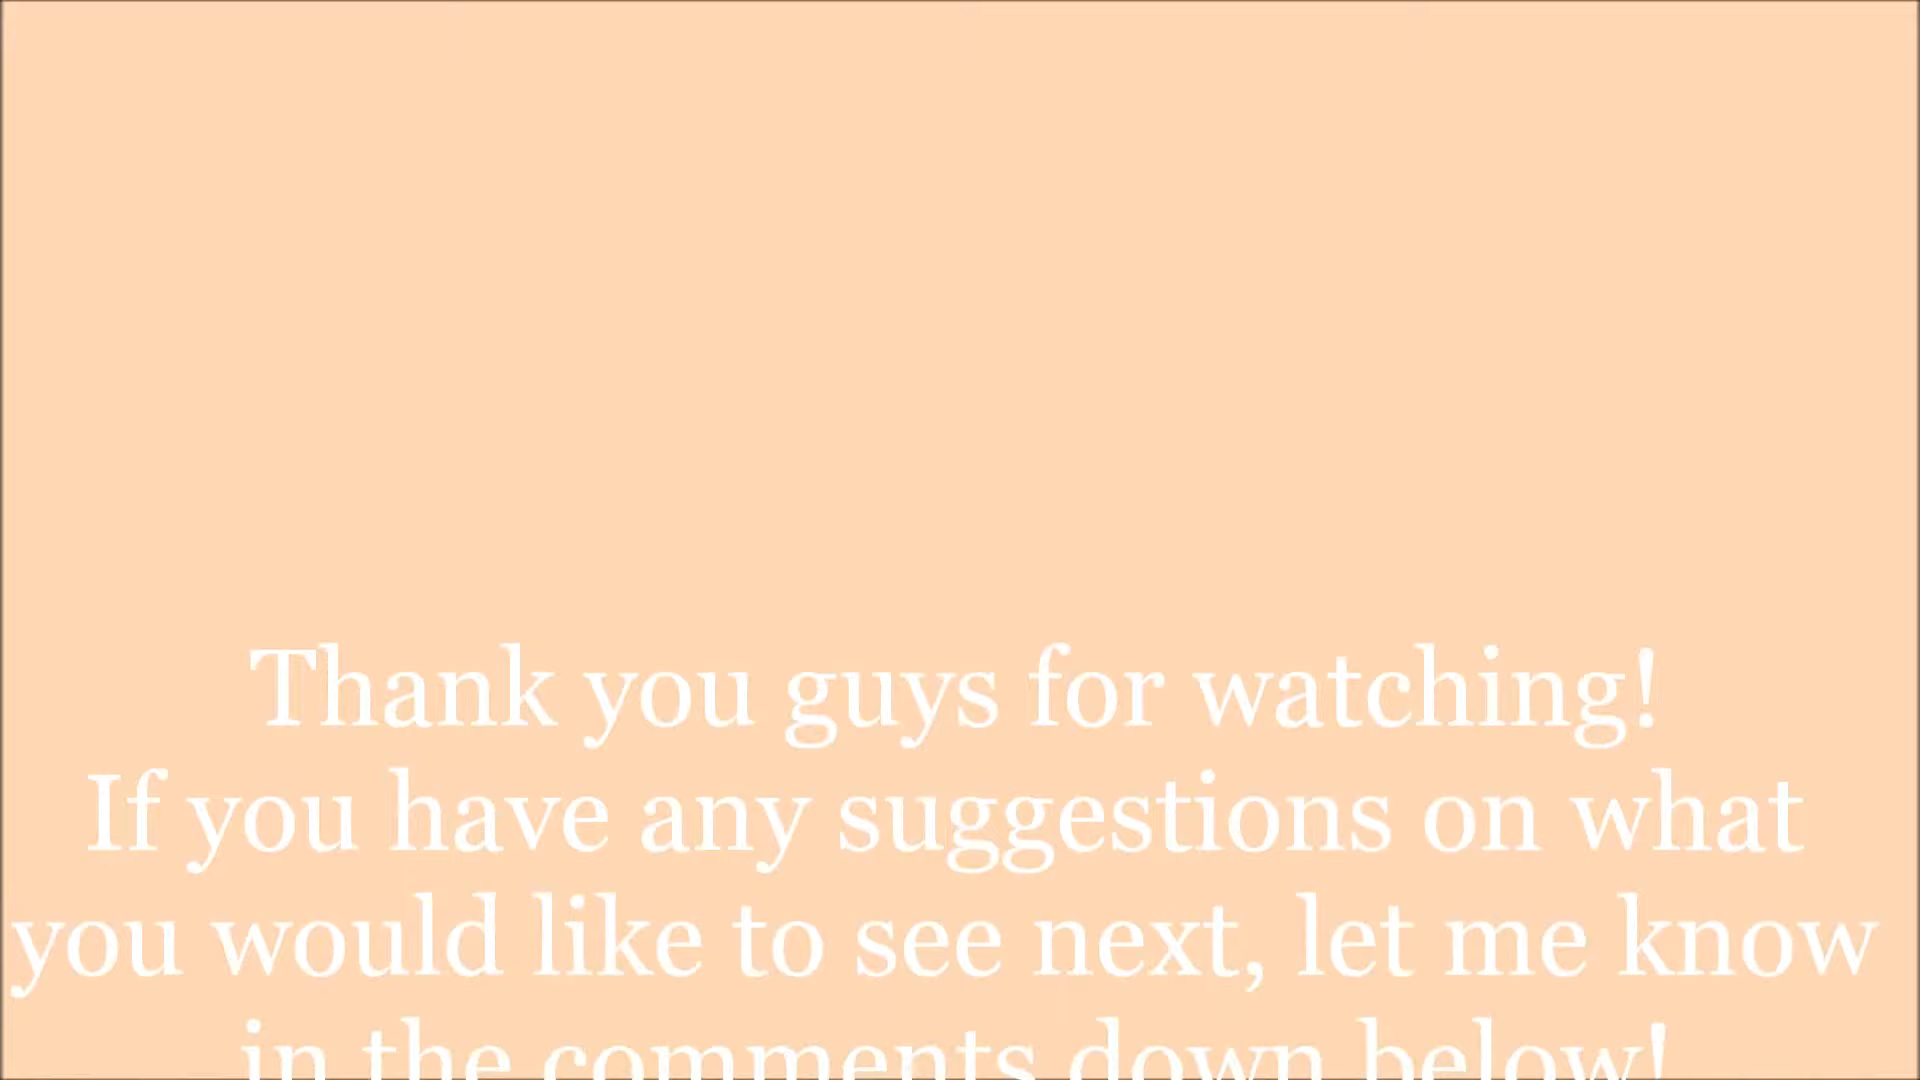 Thank you guys for watching!
If you have any suggestions on what
you would like to see next, let me know
in the comments down below!